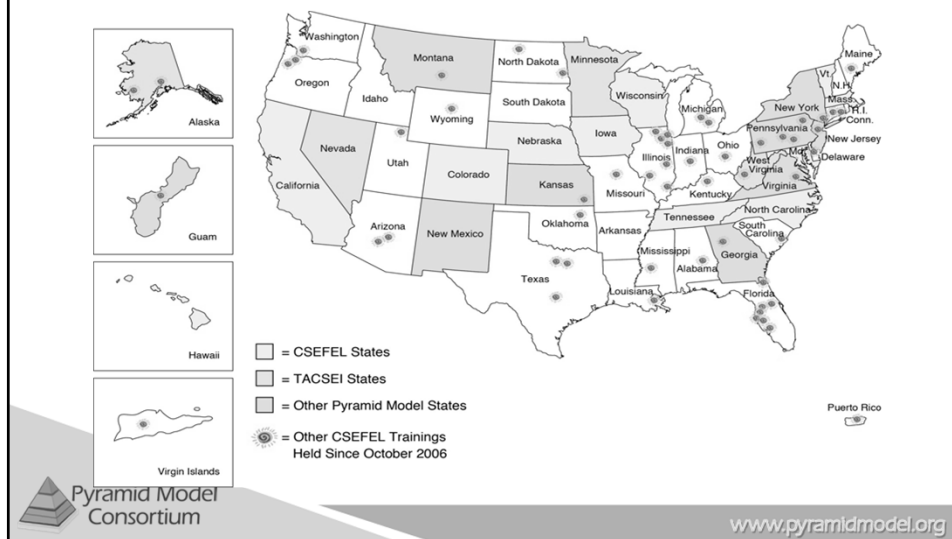 Washington
Oregon
Idaho
Montana
North Dakota
Minnesota
South Dakota
Wyoming
Wisconsin
Michigan
Maine
Vt.
N.H.
Mass.
R.I.
Conn.
New York
Pennsylvania
New Jersey
Md.
Delaware
Nevada
Utah
California
Colorado
Nebraska
Iowa
Illinois
Indiana
Ohio
West
Virginia
Virginia
Kansas
Missouri
Kentucky
Arizona
New Mexico
Oklahoma
Arkansas
Tennessee
North Carolina
South
Carolina
Texas
Mississippi
Alabama
Georgia
Louisiana
Florida
Alaska
Guam
Hawaii
Virgin Islands
= CSEFEL States
= TACSEI States
= Other Pyramid Model States
= Other CSEFEL Trainings
Held Since October 2006
Puerto Rico
Pyramid Model
Consortium
www.pyramidmodel.org